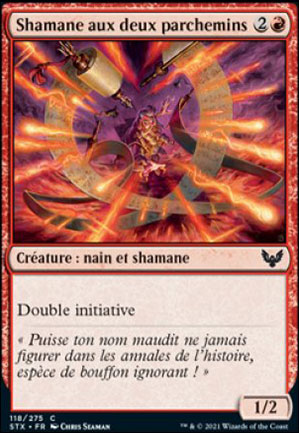 Shamane aux deux parchemins 2
Créature : nain et shamane
Double initiative
« Puisse ton nom maudit ne jamais
figurer dans les annales de l'histoire,
espèce de bouffon ignorant ! »
1/2
118/275 C
STX • FR Chris Seaman
™ & © 2021 Wizards of the Coast